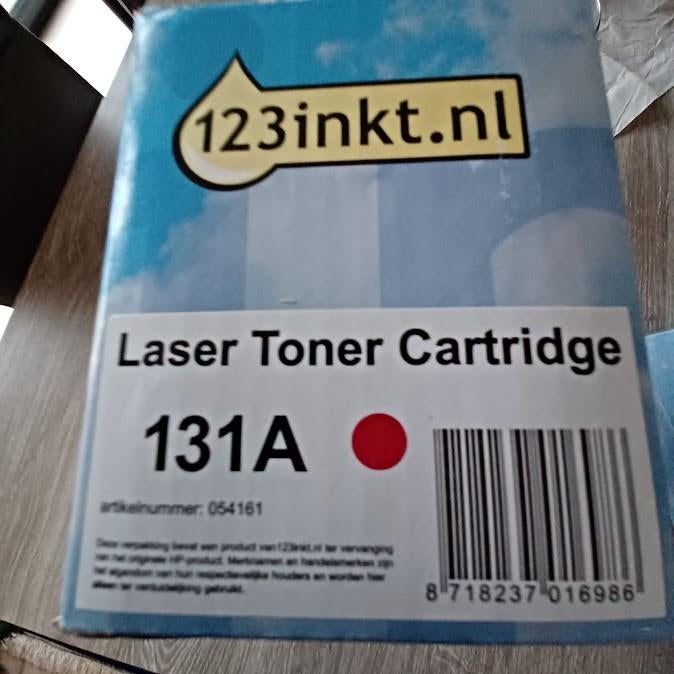 123inkt.nl
Laser Toner Cartridge
131A
artikelnummer: 054161
Deze verpakking bevat een product van123inkt.nl ter vervanging
van het originele HP-product. Merknamen en handelsmerken zijn
het eigendom van hun respectievelijke houders en worden hier
alleen ter verduidelijking gebruikt.
8 718237 016986